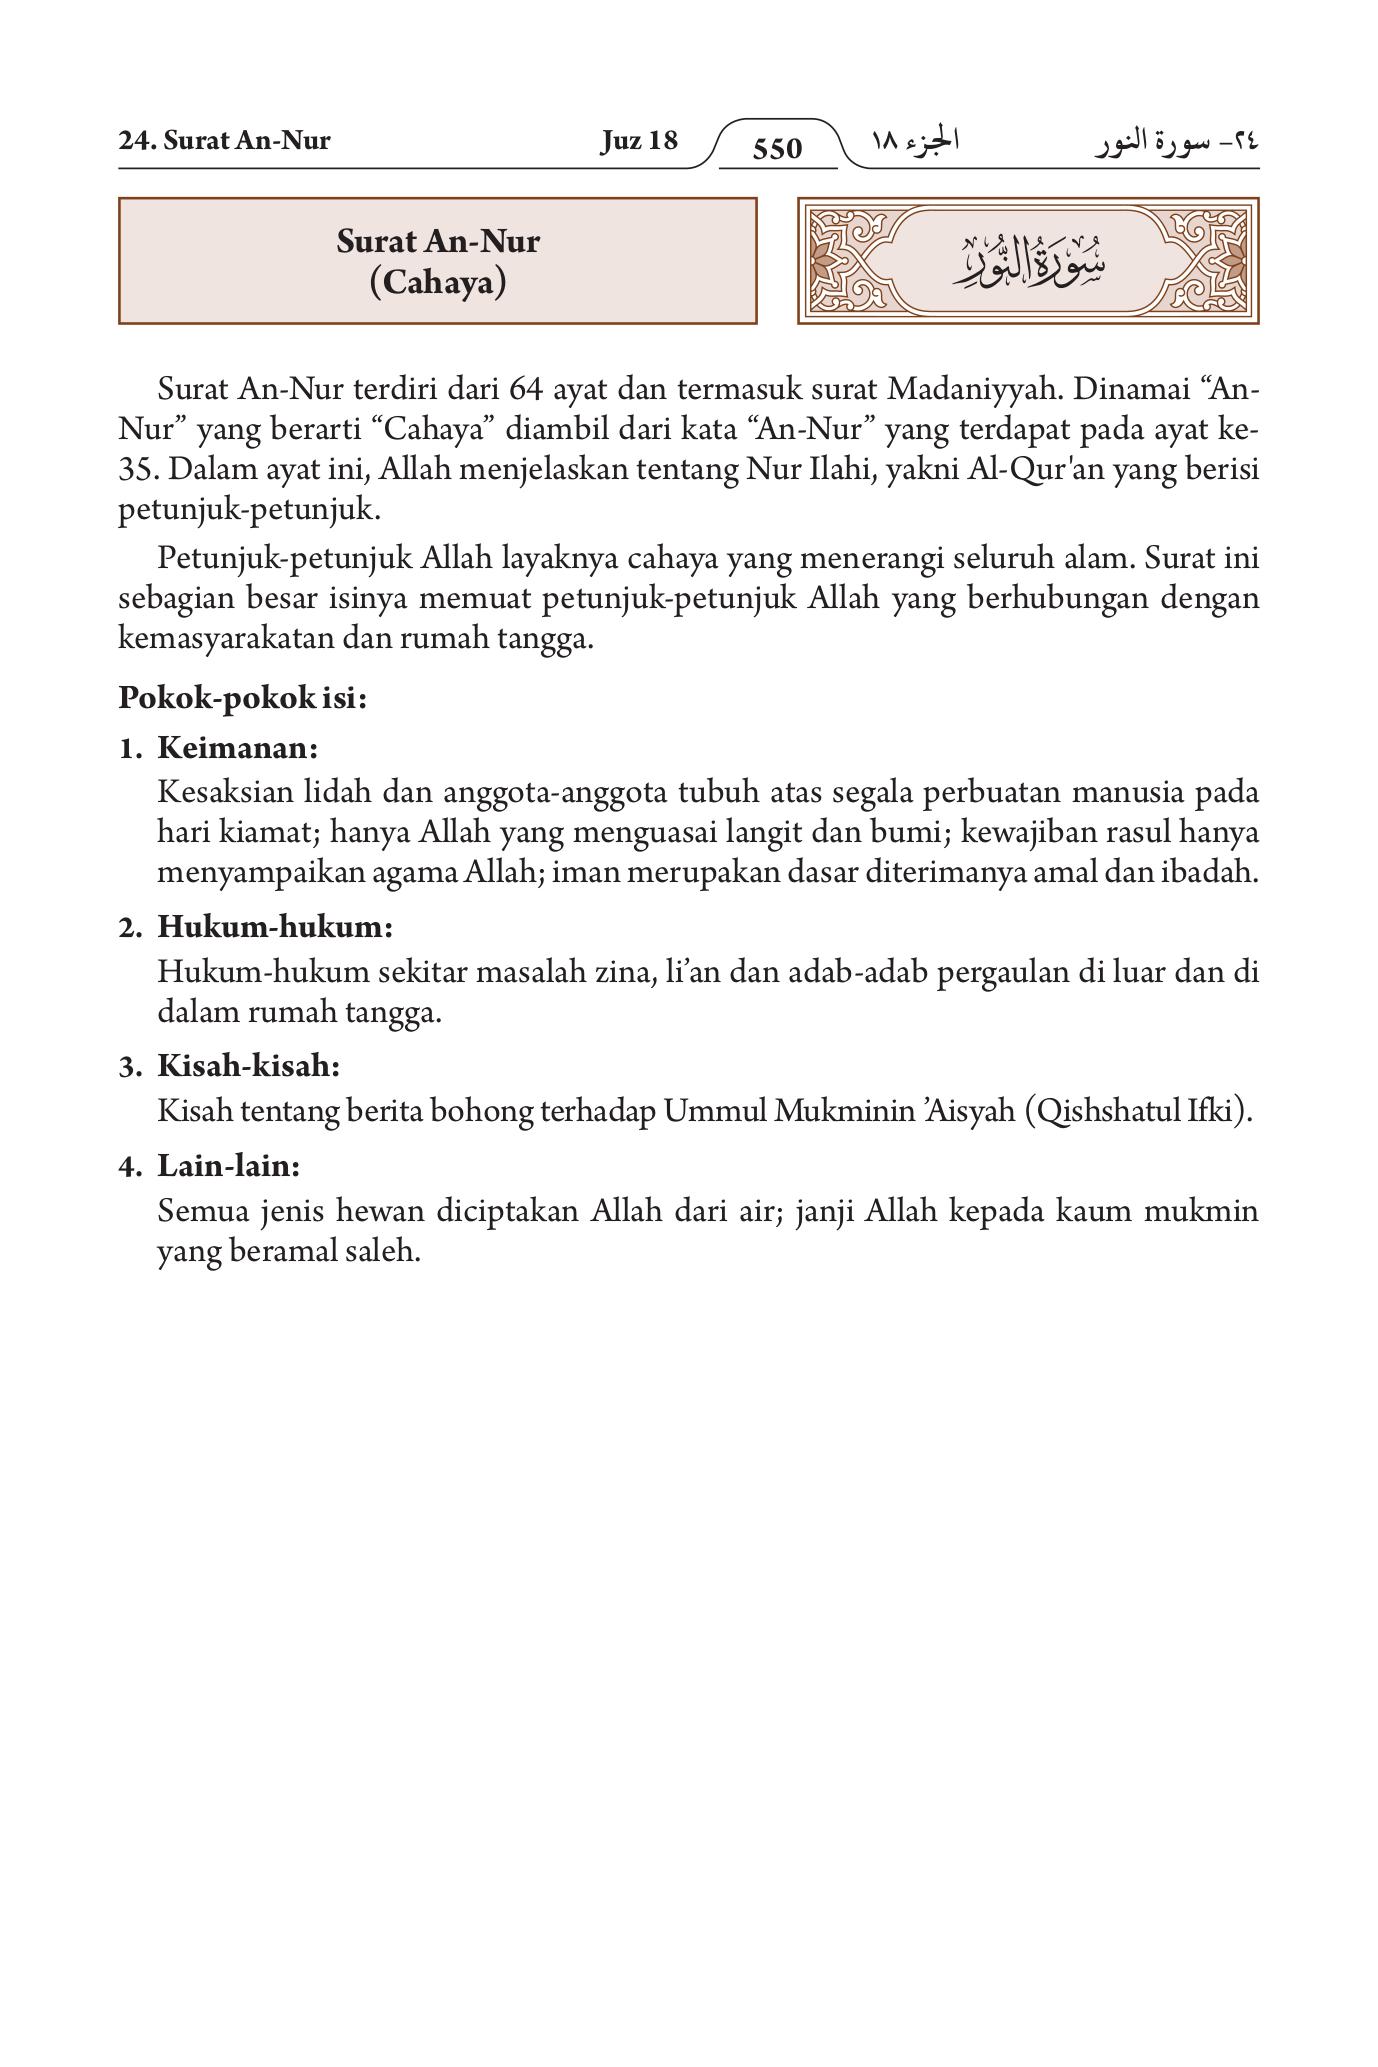 24. Surat An-Nur Juz 18 550 الجزء ١٨ ٢٤- سورة النور
Surat An-Nur
(Cahaya)
سُورَةُ النُّورِ
Surat An-Nur terdiri dari 64 ayat dan termasuk surat Madaniyyah. Dinamai “An-
Nur” yang berarti “Cahaya” diambil dari kata “An-Nur” yang terdapat pada ayat ke-
35. Dalam ayat ini, Allah menjelaskan tentang Nur Ilahi, yakni Al-Qur'an yang berisi
petunjuk-petunjuk.
Petunjuk-petunjuk Allah layaknya cahaya yang menerangi seluruh alam. Surat ini
sebagian besar isinya memuat petunjuk-petunjuk Allah yang berhubungan dengan
kemasyarakatan dan rumah tangga.
Pokok-pokok isi:
1. Keimanan:
Kesaksian lidah dan anggota-anggota tubuh atas segala perbuatan manusia pada
hari kiamat; hanya Allah yang menguasai langit dan bumi; kewajiban rasul hanya
menyampaikan agama Allah; iman merupakan dasar diterimanya amal dan ibadah.
2. Hukum-hukum:
Hukum-hukum sekitar masalah zina, li’an dan adab-adab pergaulan di luar dan di
dalam rumah tangga.
3. Kisah-kisah:
Kisah tentang berita bohong terhadap Ummul Mukminin ’Aisyah (Qishshatul Ifki).
4. Lain-lain:
Semua jenis hewan diciptakan Allah dari air; janji Allah kepada kaum mukmin
yang beramal saleh.